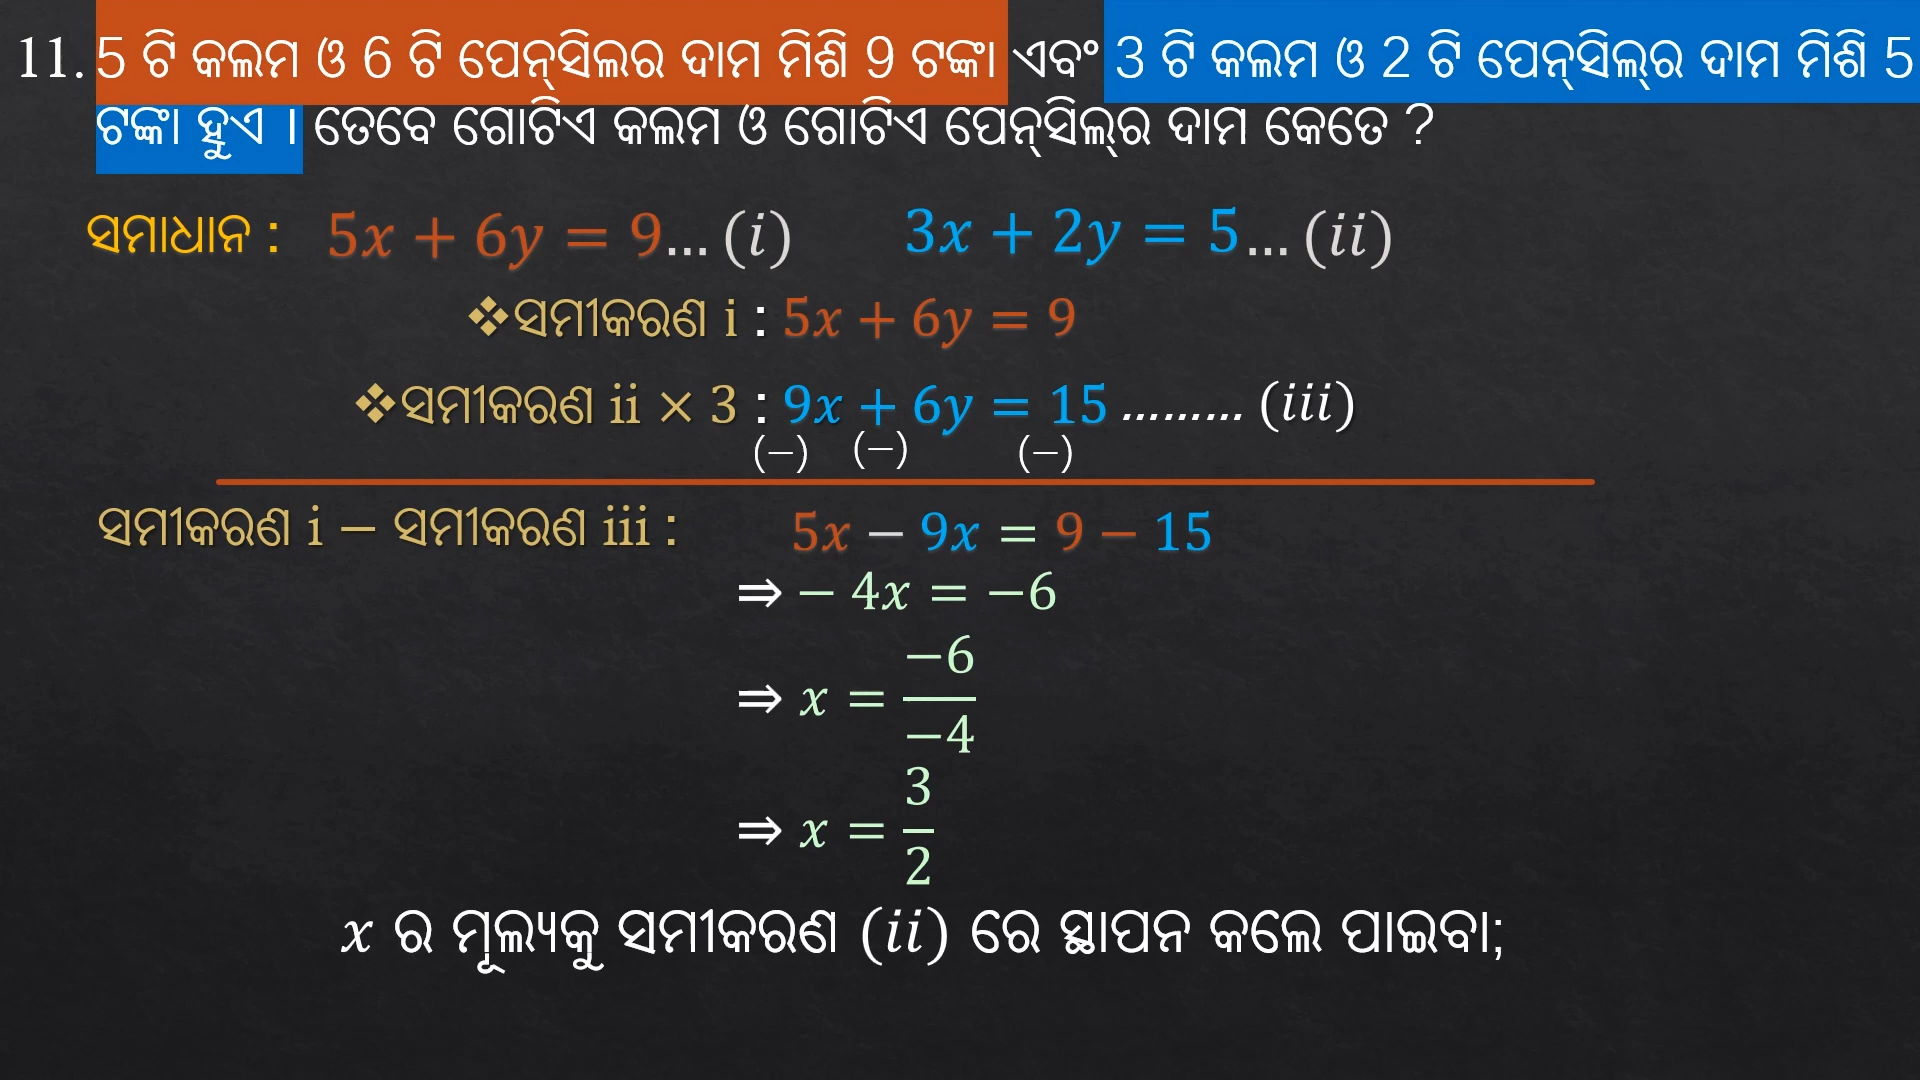 11. 5 ଟି କଲମ ଓ 6 ଟି ପେନ୍‌ସିଲର ଦାମ ମିଶି 9 ଟଙ୍କା ଏବଂ 3 ଟି କଲମ ଓ 2 ଟି ପେନ୍‌ସିଲ୍‌ର ଦାମ ମିଶି 5
ଟଙ୍କା ହୁଏ । ତେବେ ଗୋଟିଏ କଲମ ଓ ଗୋଟିଏ ପେନ୍‌ସିଲ୍‌ର ଦାମ କେତେ ?
ସମାଧାନ : 5x + 6y = 9... (i) 3x + 2y = 5... (ii)
❖ସମୀକରଣ i : 5x + 6y = 9
❖ସମୀକରଣ ii × 3 : 9x + 6y = 15 ......... (iii)
(−) (−) (−)
ସମୀକରଣ i − ସମୀକରଣ iii : 5x − 9x = 9 − 15
⇒ − 4x = −6
⇒ x = −6/−4
⇒ x = 3/2
x ର ମୂଲ୍ୟକୁ ସମୀକରଣ (ii) ରେ ସ୍ଥାପନ କଲେ ପାଇବା;